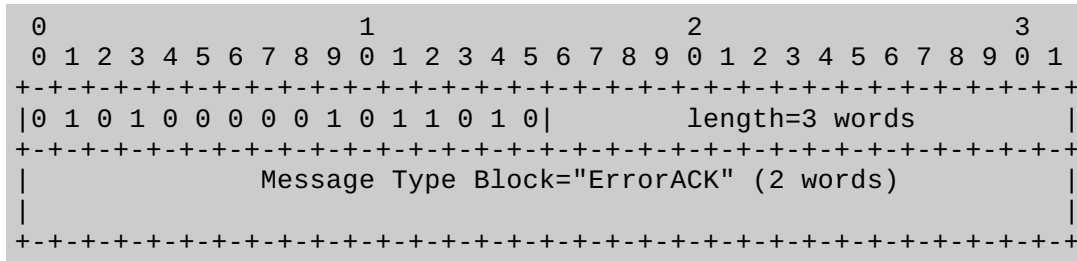 0                   1                   2                   3
 0 1 2 3 4 5 6 7 8 9 0 1 2 3 4 5 6 7 8 9 0 1 2 3 4 5 6 7 8 9 0 1
+-+-+-+-+-+-+-+-+-+-+-+-+-+-+-+-+-+-+-+-+-+-+-+-+-+-+-+-+-+-+-+-+
|0 1 0 1 0 0 0 0 0 1 0 1 1 0 1 0|        length=3 words         |
+-+-+-+-+-+-+-+-+-+-+-+-+-+-+-+-+-+-+-+-+-+-+-+-+-+-+-+-+-+-+-+-+
|              Message Type Block="ErrorACK" (2 words)          |
|                                                               |
+-+-+-+-+-+-+-+-+-+-+-+-+-+-+-+-+-+-+-+-+-+-+-+-+-+-+-+-+-+-+-+-+